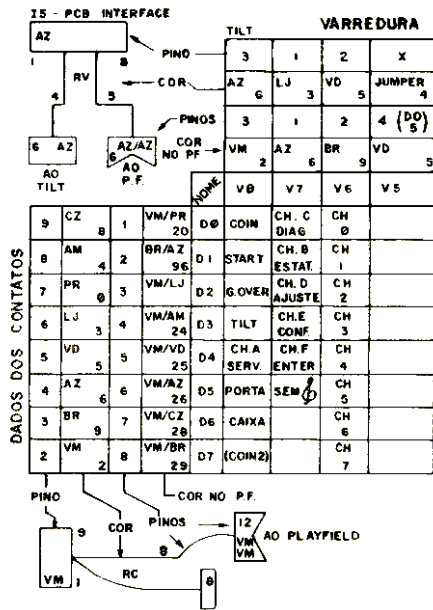 I5 - PCB INTERFACE
TILT
VARREDURA
AZ
1 8
RV
4 5
6 AZ
AO TILT
AZ/AZ
6
AO P.F.
PINO
3 1 2 X
COR
AZ 6 LJ 3 VD 5 JUMPER 4
PINOS
3 1 2 4 (DO 5)
COR NO PF
VM 2 AZ 6 BR 9 VD 5
NOME VØ V7 V6 V5
DADOS DOS CONTATOS
9 CZ 8 1 VM/PR 20 DØ COIN CH. C DIAG CH Ø
8 AM 4 2 BR/AZ 96 D1 START CH. B ESTAT. CH 1
7 PR 0 3 VM/LJ D2 G.OVER CH. D AJUSTE CH 2
6 LJ 3 4 VM/AM 24 D3 TILT CH.E CONF. CH 3
5 VD 5 5 VM/VD 25 D4 CH.A SERV. CH.F ENTER CH 4
4 AZ 6 6 VM/AZ 26 D5 PORTA SEM CH 5
3 BR 9 7 VM/CZ 28 D6 CAIXA CH 6
2 VM 2 8 VM/BR 29 D7 (COIN2) CH 7
PINO
COR
PINOS
COR NO P.F.
9
VM 1
8
RC
12
VM
VM
AO PLAYFIELD
8